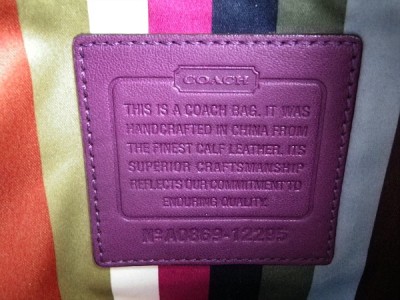 COACH
THIS IS A COACH BAG. IT WAS
HANDCRAFTED IN CHINA FROM
THE FINEST CALF LEATHER. ITS
SUPERIOR CRAFTSMANSHIP
REFLECTS OUR COMMITMENT TO
ENDURING QUALITY.
Nº A0869-12295